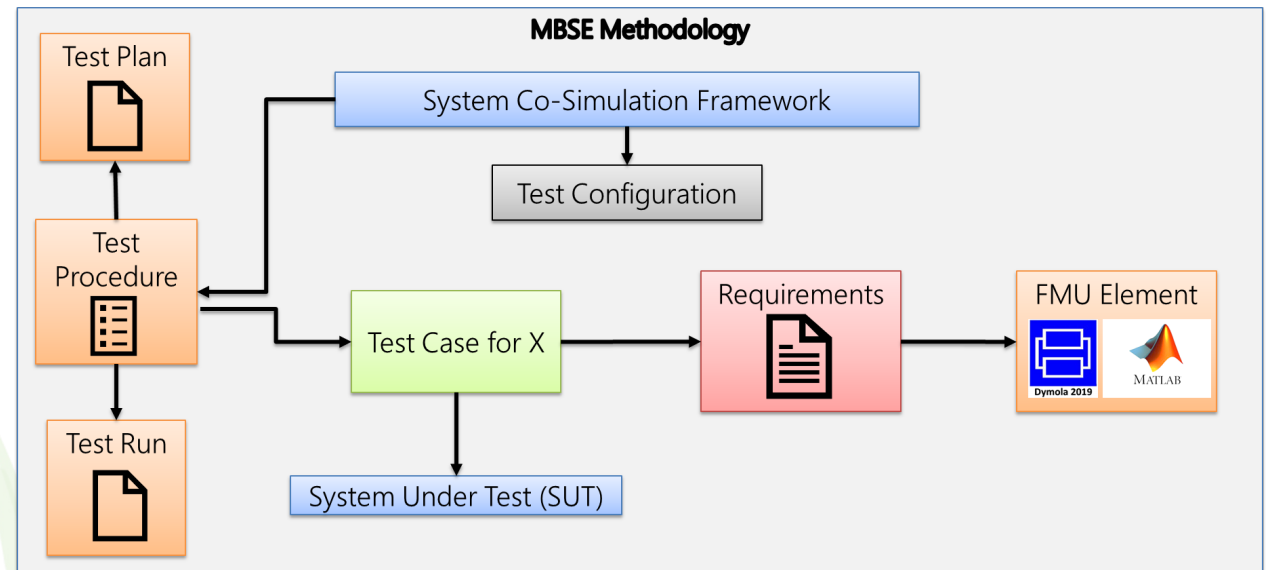 MBSE Methodology
Test Plan
System Co-Simulation Framework
Test Configuration
Test
Procedure
Test Case for X
Requirements
FMU Element
Dymola 2019
MATLAB
Test Run
System Under Test (SUT)